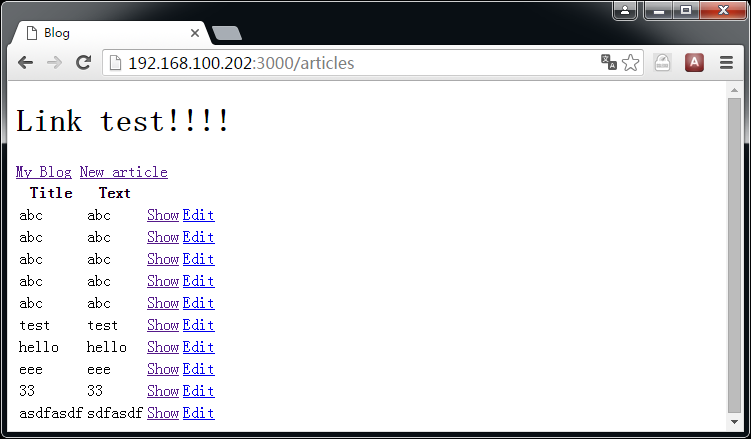 Blog
192.168.100.202:3000/articles
A
Link test!!!!
My Blog New article
Title Text
abc abc Show Edit
abc abc Show Edit
abc abc Show Edit
abc abc Show Edit
abc abc Show Edit
test test Show Edit
hello hello Show Edit
eee eee Show Edit
33 33 Show Edit
asdfasdf sdfasdf Show Edit